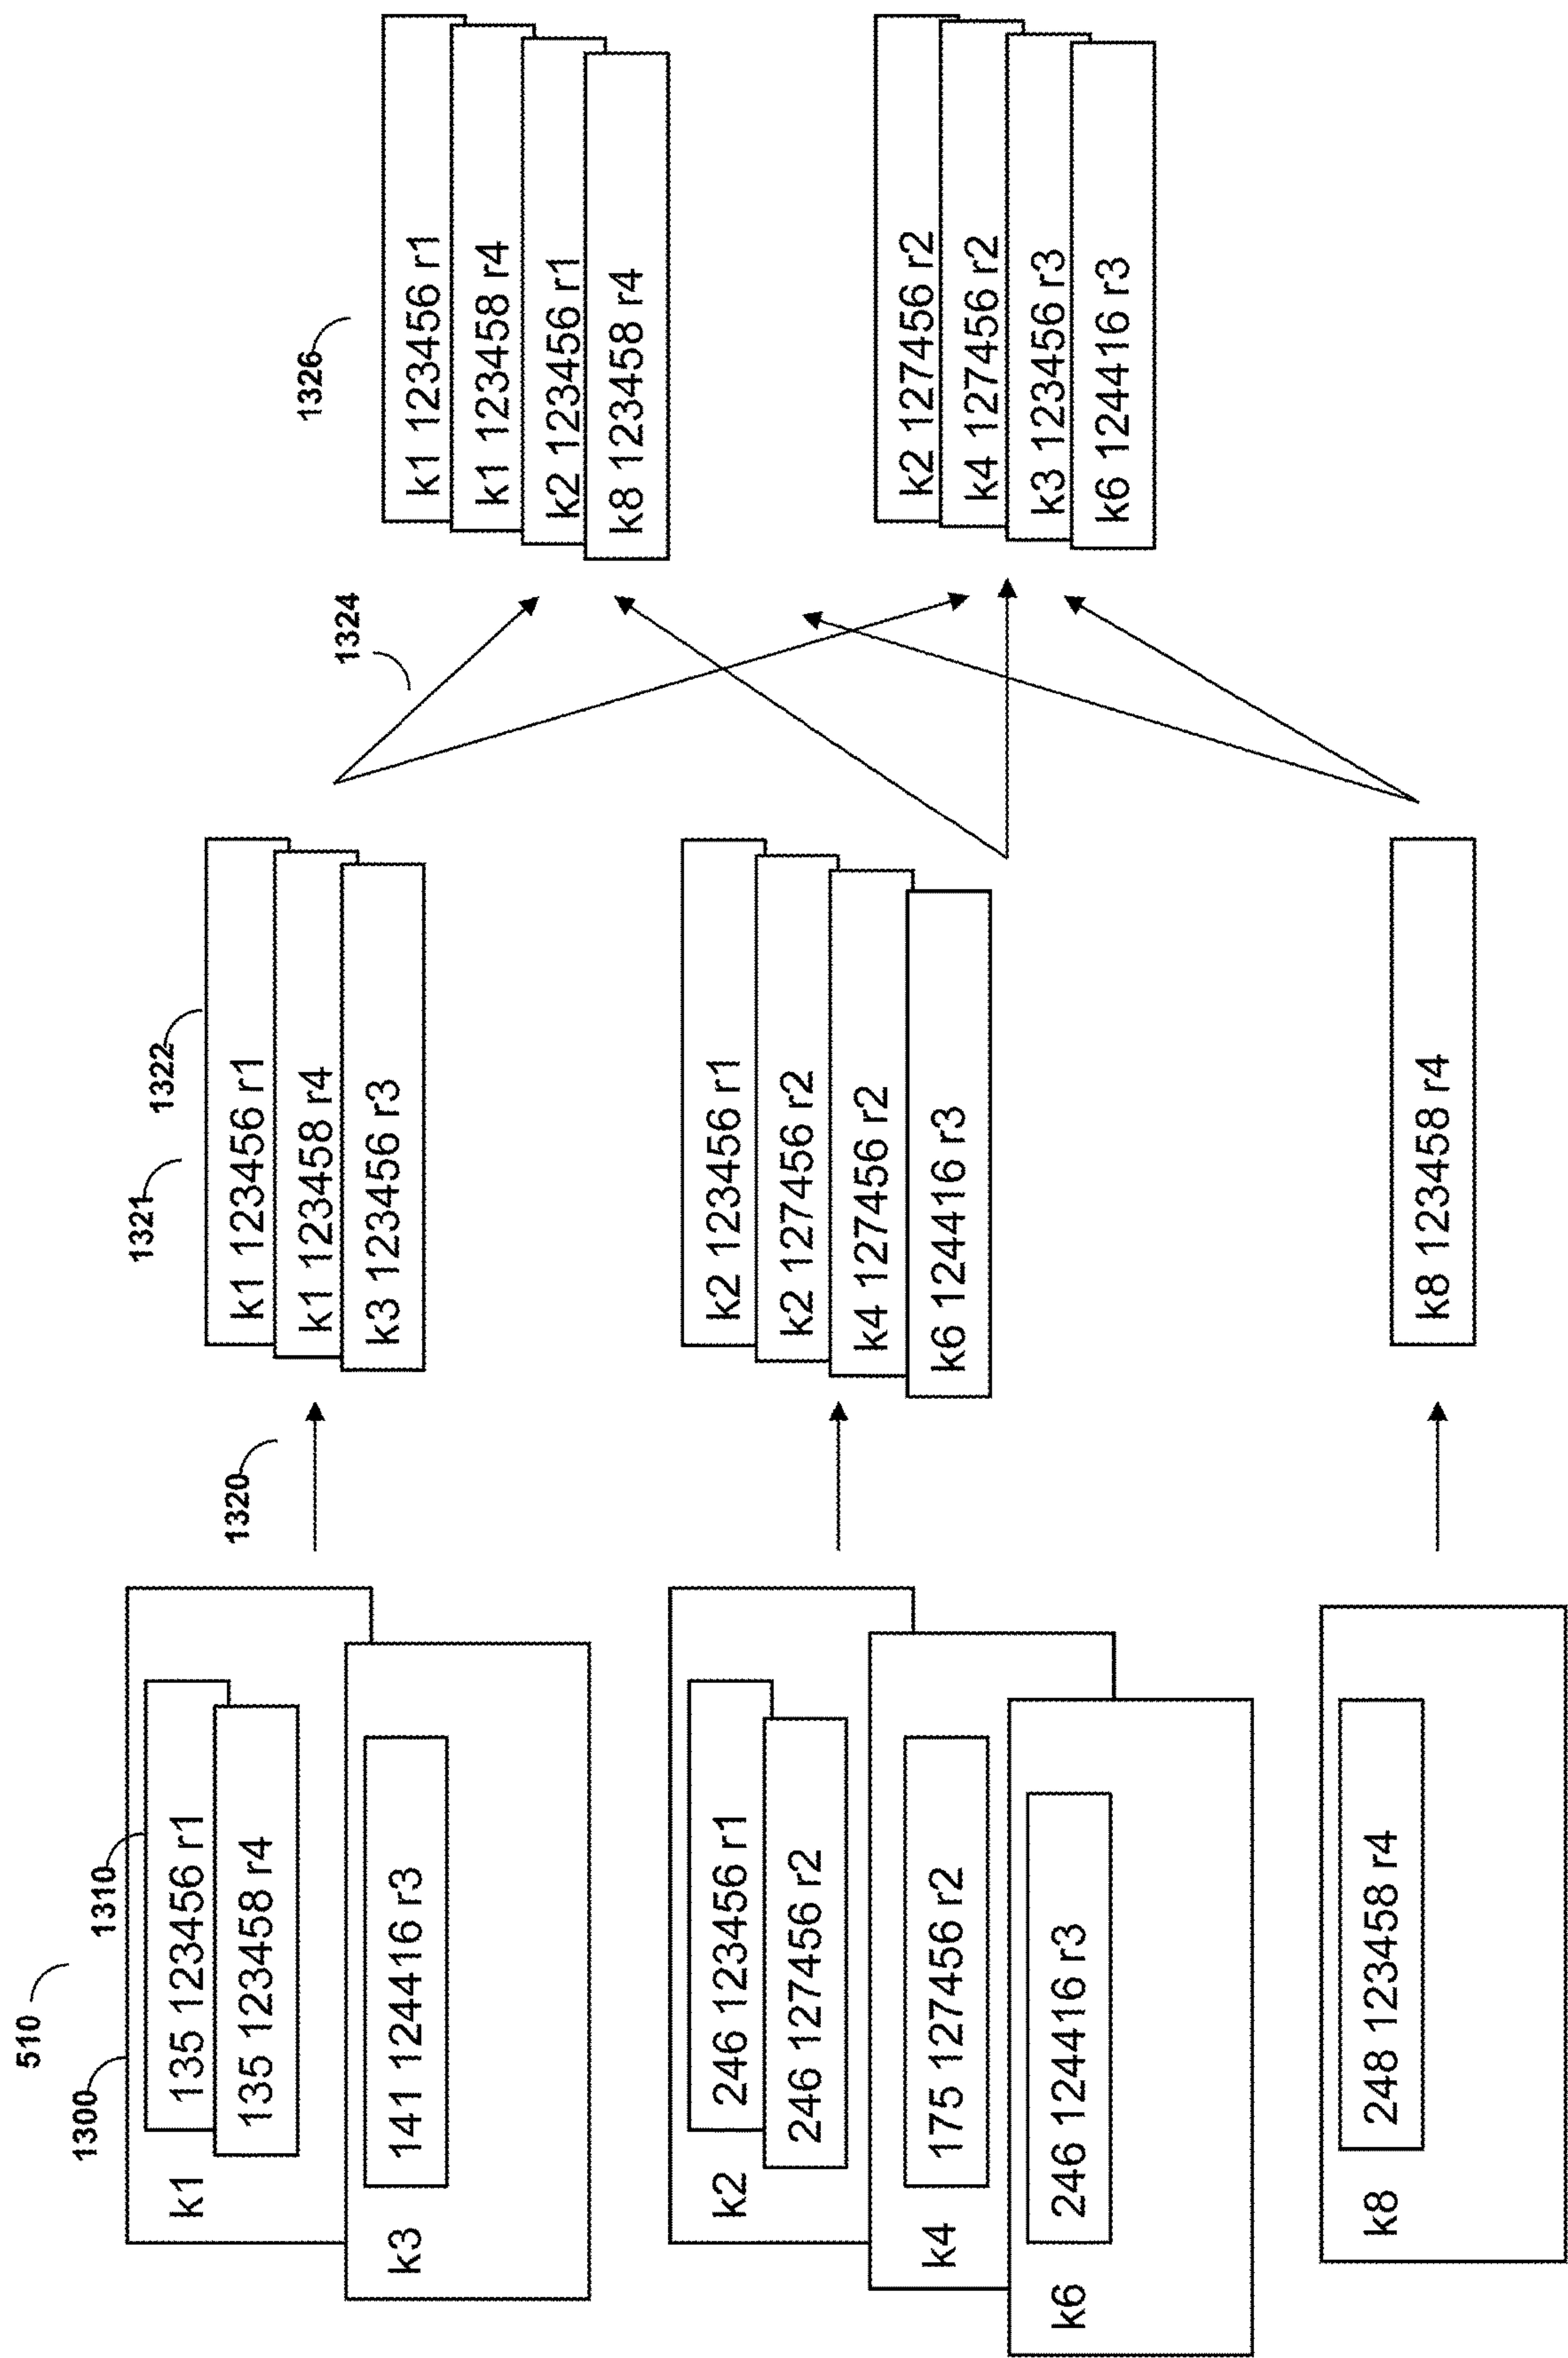 510
1300
1310
k1
135 123456 r1
135 123458 r4
k3
141 124416 r3
k2
246 123456 r1
246 127456 r2
k4
175 127456 r2
k6
246 124416 r3
k8
248 123458 r4
1320
1321
1322
k1 123456 r1
k1 123458 r4
k3 123456 r3
k2 123456 r1
k2 127456 r2
k4 127456 r2
k6 124416 r3
k8 123458 r4
1324
1326
k1 123456 r1
k1 123458 r4
k2 123456 r1
k8 123458 r4
k2 127456 r2
k4 127456 r2
k3 123456 r3
k6 124416 r3